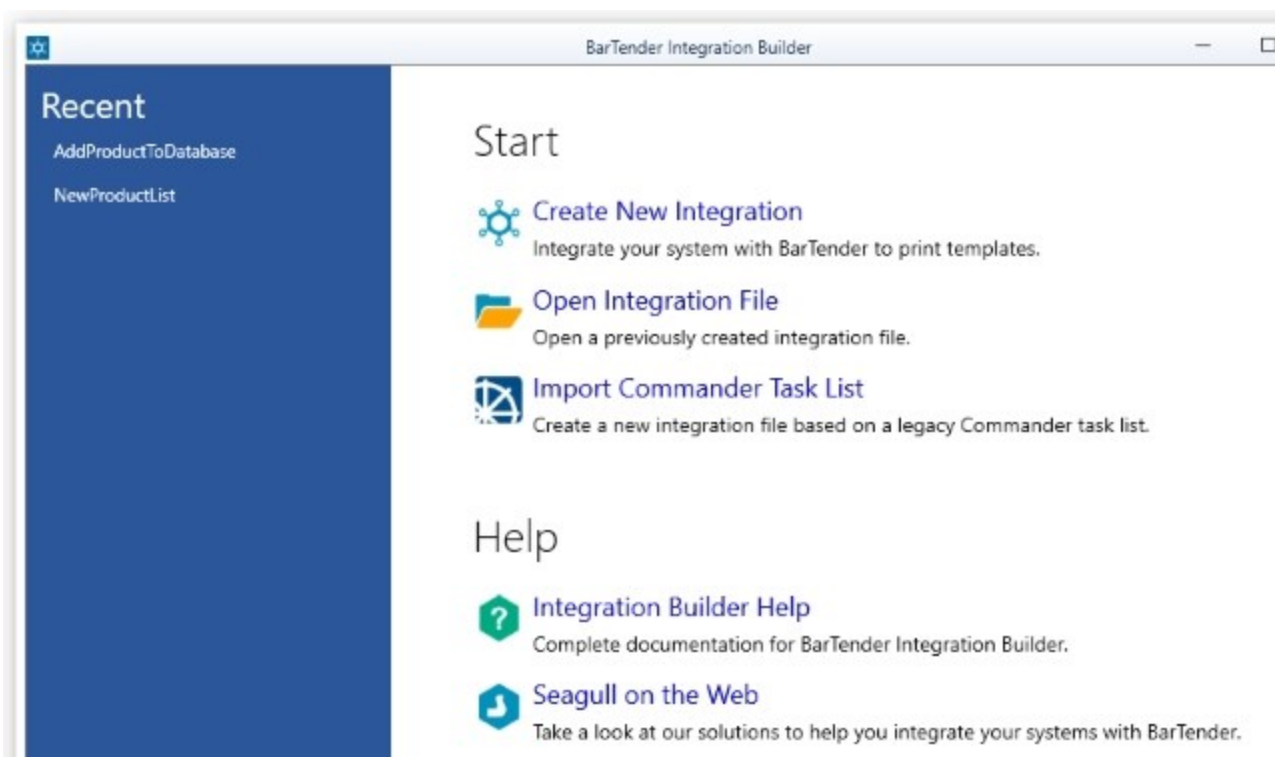 BarTender Integration Builder
Recent
AddProductToDatabase
NewProductList
Start
Create New Integration
Integrate your system with BarTender to print templates.
Open Integration File
Open a previously created integration file.
Import Commander Task List
Create a new integration file based on a legacy Commander task list.
Help
Integration Builder Help
Complete documentation for BarTender Integration Builder.
Seagull on the Web
Take a look at our solutions to help you integrate your systems with BarTender.